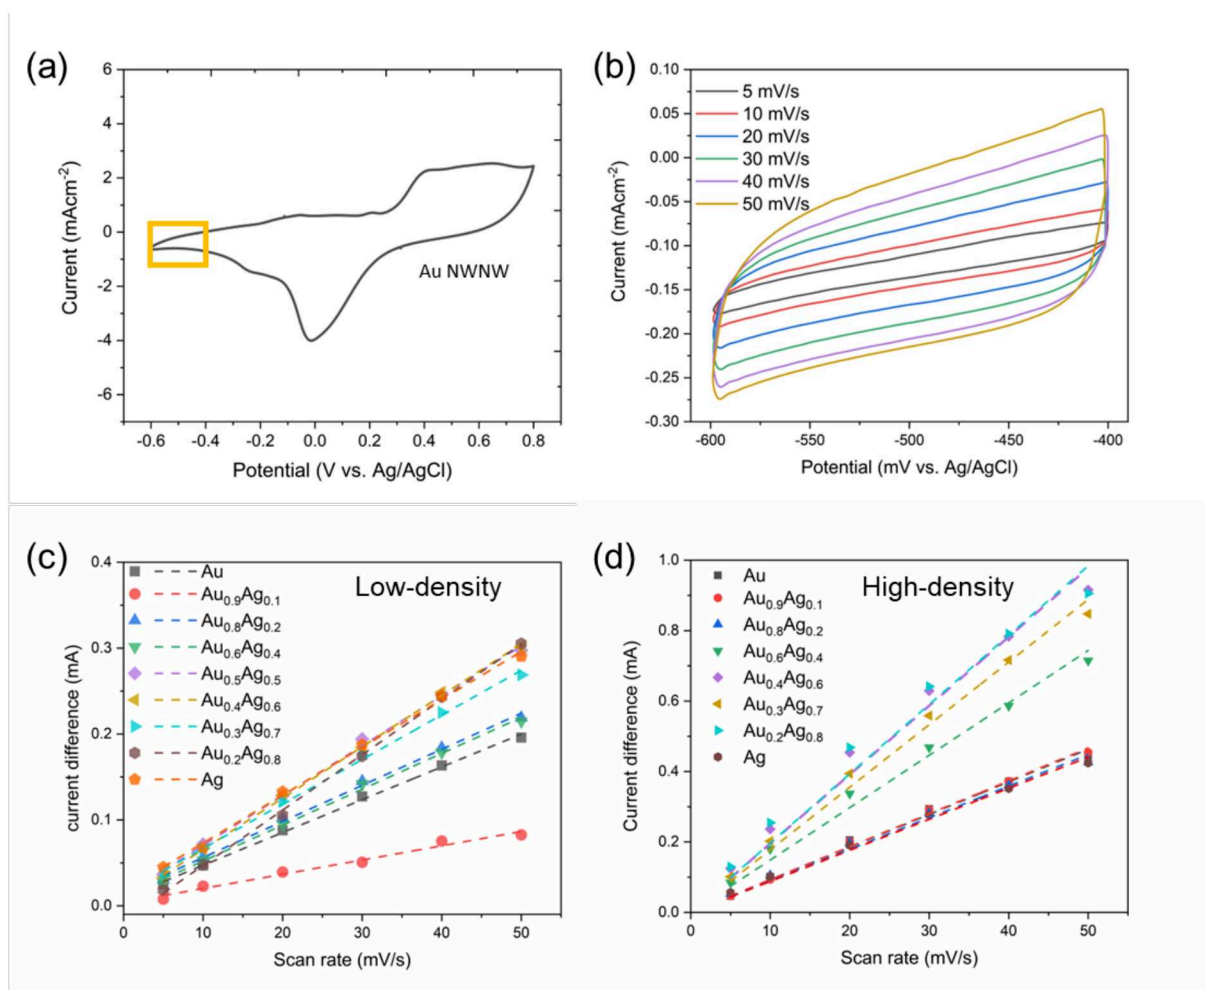 (a)
6
4
2
0
-2
-4
-6
-0.6 -0.4 -0.2 0.0 0.2 0.4 0.6 0.8
Current (mAcm-2)
Potential (V vs. Ag/AgCl)
Au NWNW
(b)
0.10
0.05
0.00
-0.05
-0.10
-0.15
-0.20
-0.25
-0.30
-600 -550 -500 -450 -400
Current (mAcm-2)
Potential (mV vs. Ag/AgCl)
5 mV/s
10 mV/s
20 mV/s
30 mV/s
40 mV/s
50 mV/s
(c)
0.4
0.3
0.2
0.1
0.0
0 10 20 30 40 50
current difference (mA)
Scan rate (mV/s)
Low-density
Au
Au0.9Ag0.1
Au0.8Ag0.2
Au0.6Ag0.4
Au0.5Ag0.5
Au0.4Ag0.6
Au0.3Ag0.7
Au0.2Ag0.8
Ag
(d)
1.0
0.8
0.6
0.4
0.2
0.0
0 10 20 30 40 50
Current difference (mA)
Scan rate (mV/s)
High-density
Au
Au0.9Ag0.1
Au0.8Ag0.2
Au0.6Ag0.4
Au0.4Ag0.6
Au0.3Ag0.7
Au0.2Ag0.8
Ag